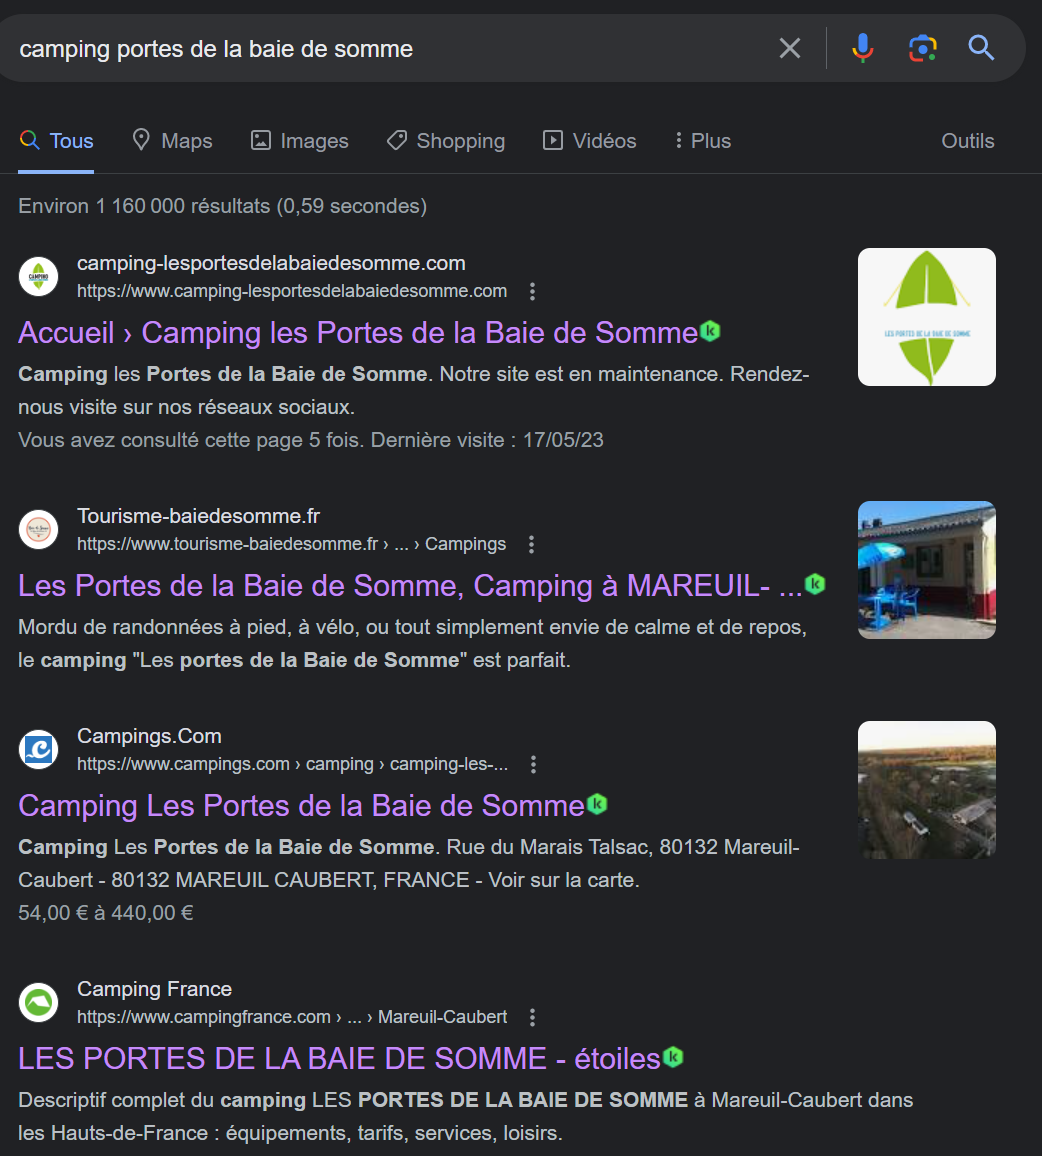 camping portes de la baie de somme
Tous Maps Images Shopping Vidéos Plus Outils
Environ 1 160 000 résultats (0,59 secondes)
camping-lesportesdelabaiedesomme.com
https://www.camping-lesportesdelabaiedesomme.com
Accueil › Camping les Portes de la Baie de Somme
Camping les Portes de la Baie de Somme. Notre site est en maintenance. Rendez-
nous visite sur nos réseaux sociaux.
Vous avez consulté cette page 5 fois. Dernière visite : 17/05/23
CAMPING
LES PORTES DE LA BAIE DE SOMME
Tourisme-baiedesomme.fr
https://www.tourisme-baiedesomme.fr › ... › Campings
Les Portes de la Baie de Somme, Camping à MAREUIL- ...
Mordu de randonnées à pied, à vélo, ou tout simplement envie de calme et de repos,
le camping "Les portes de la Baie de Somme" est parfait.
Campings.Com
https://www.campings.com › camping › camping-les-...
Camping Les Portes de la Baie de Somme
Camping Les Portes de la Baie de Somme. Rue du Marais Talsac, 80132 Mareuil-
Caubert - 80132 MAREUIL CAUBERT, FRANCE - Voir sur la carte.
54,00 € à 440,00 €
Camping France
https://www.campingfrance.com › ... › Mareuil-Caubert
LES PORTES DE LA BAIE DE SOMME - étoiles
Descriptif complet du camping LES PORTES DE LA BAIE DE SOMME à Mareuil-Caubert dans
les Hauts-de-France : équipements, tarifs, services, loisirs.